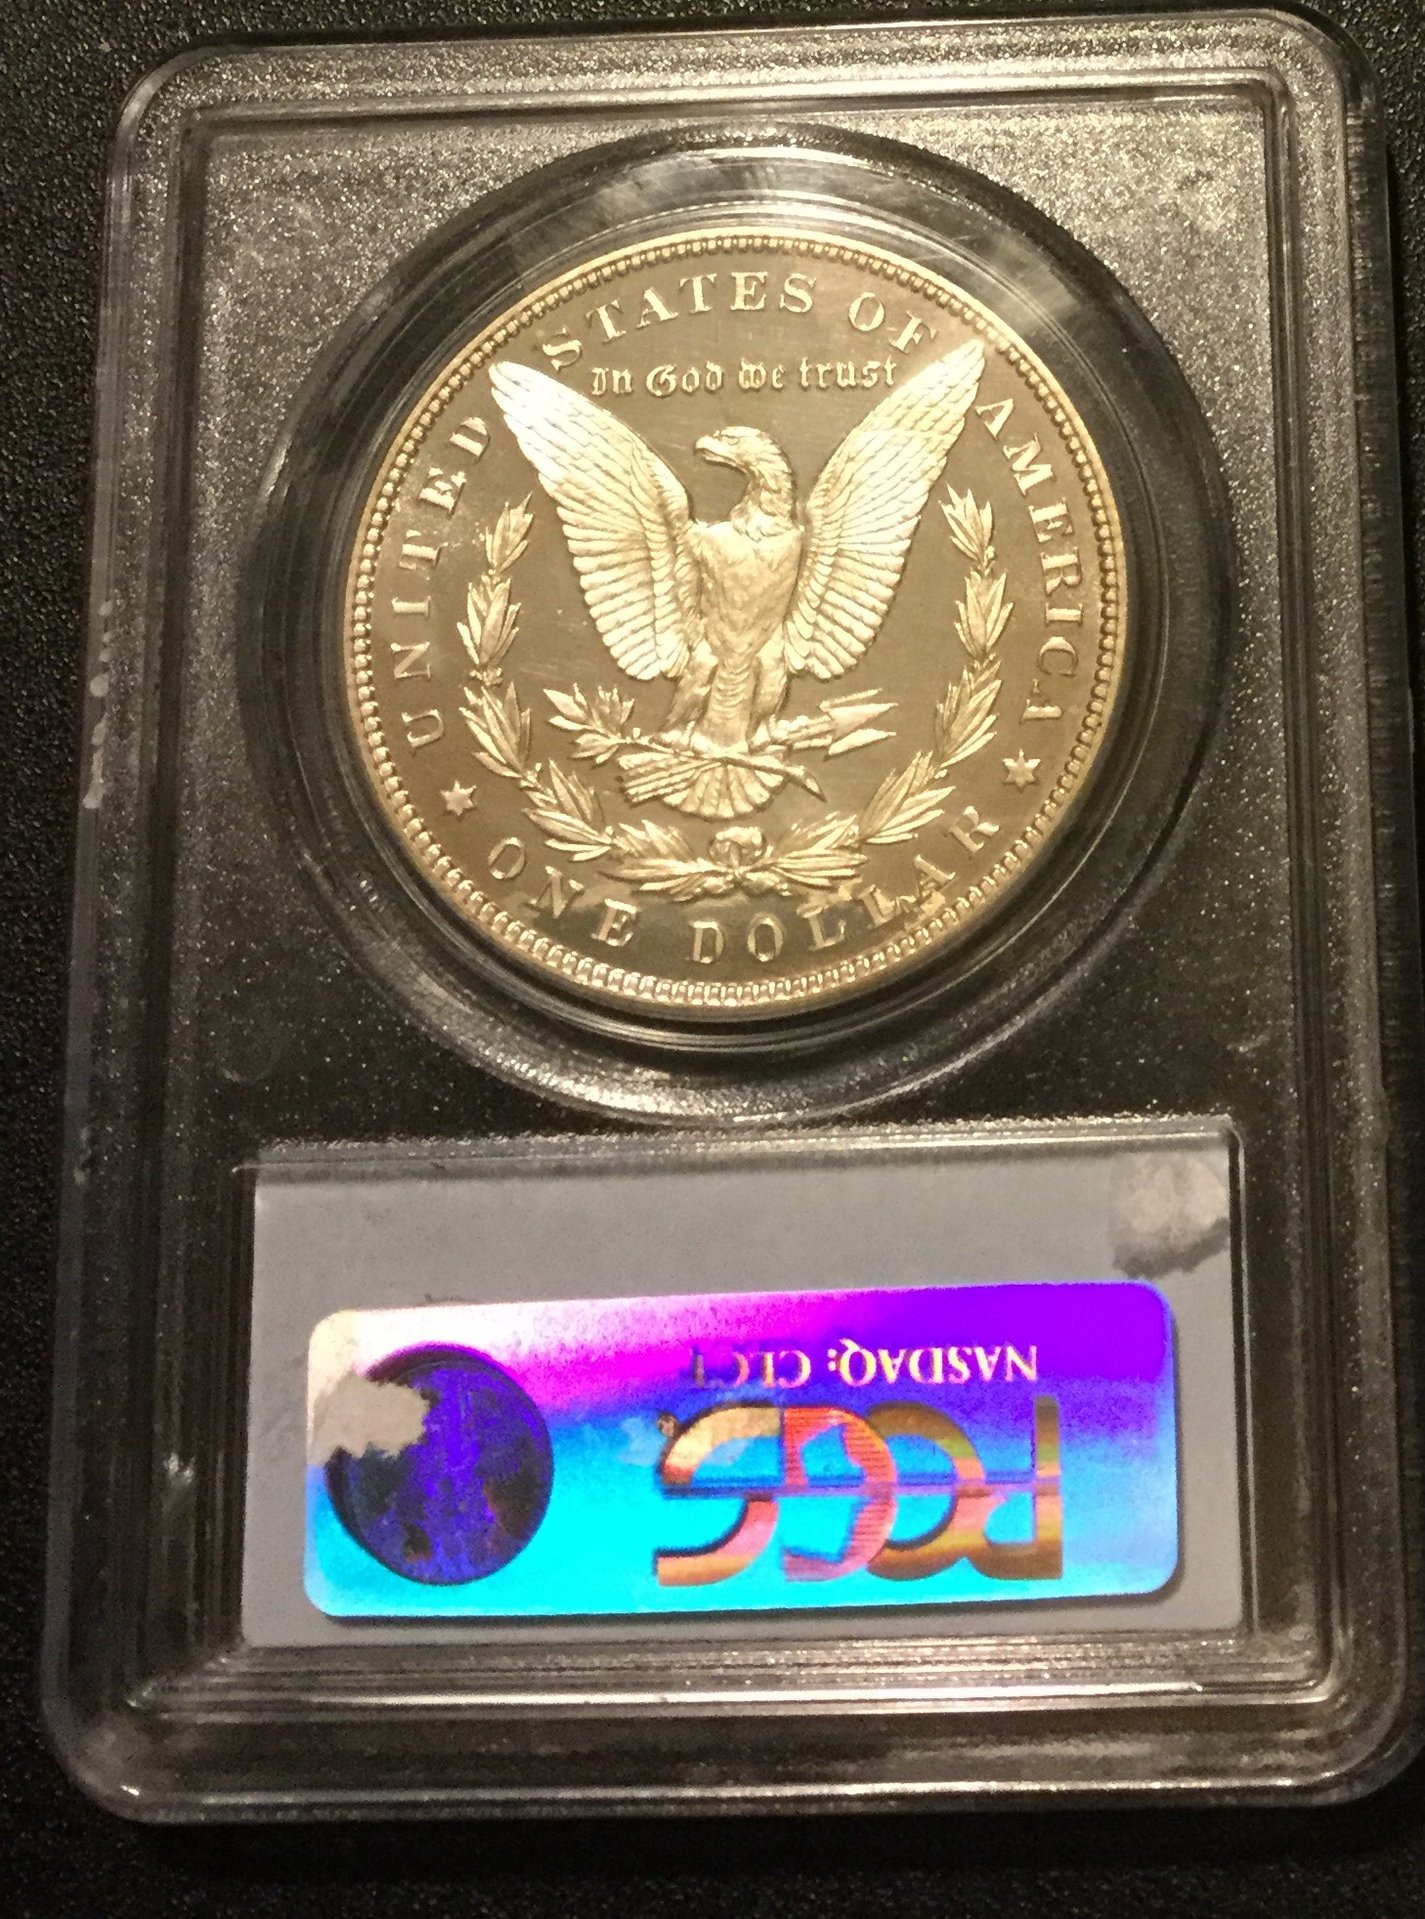 UNITED STATES OF AMERICA
In God we trust
ONE DOLLAR
NASDAQ: CLCT
PCGS®